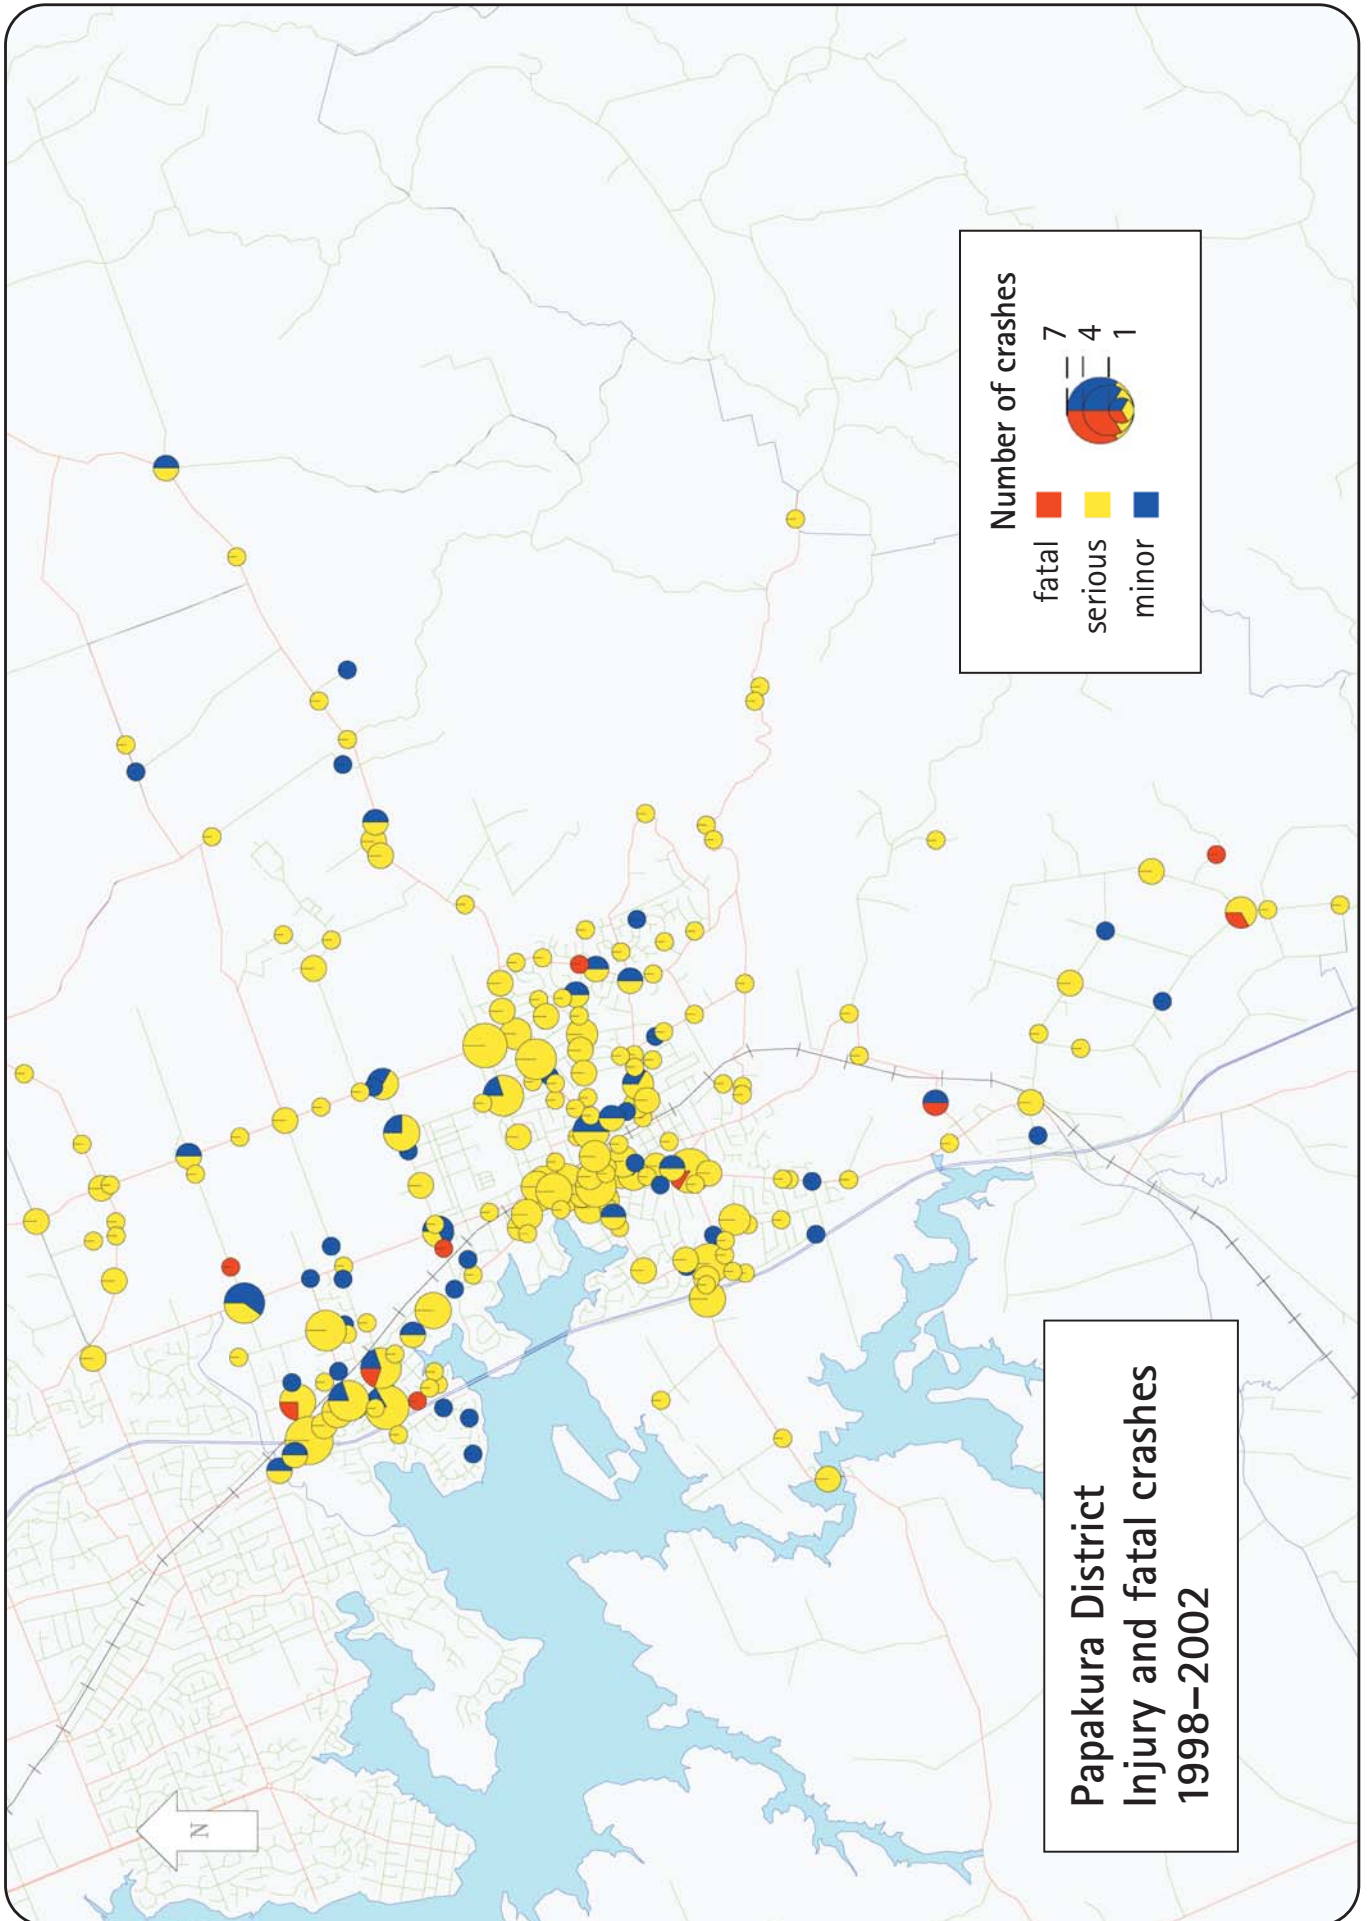 Papakura District
Injury and fatal crashes
1998–2002
Number of crashes
fatal
serious
minor
7
4
1
N